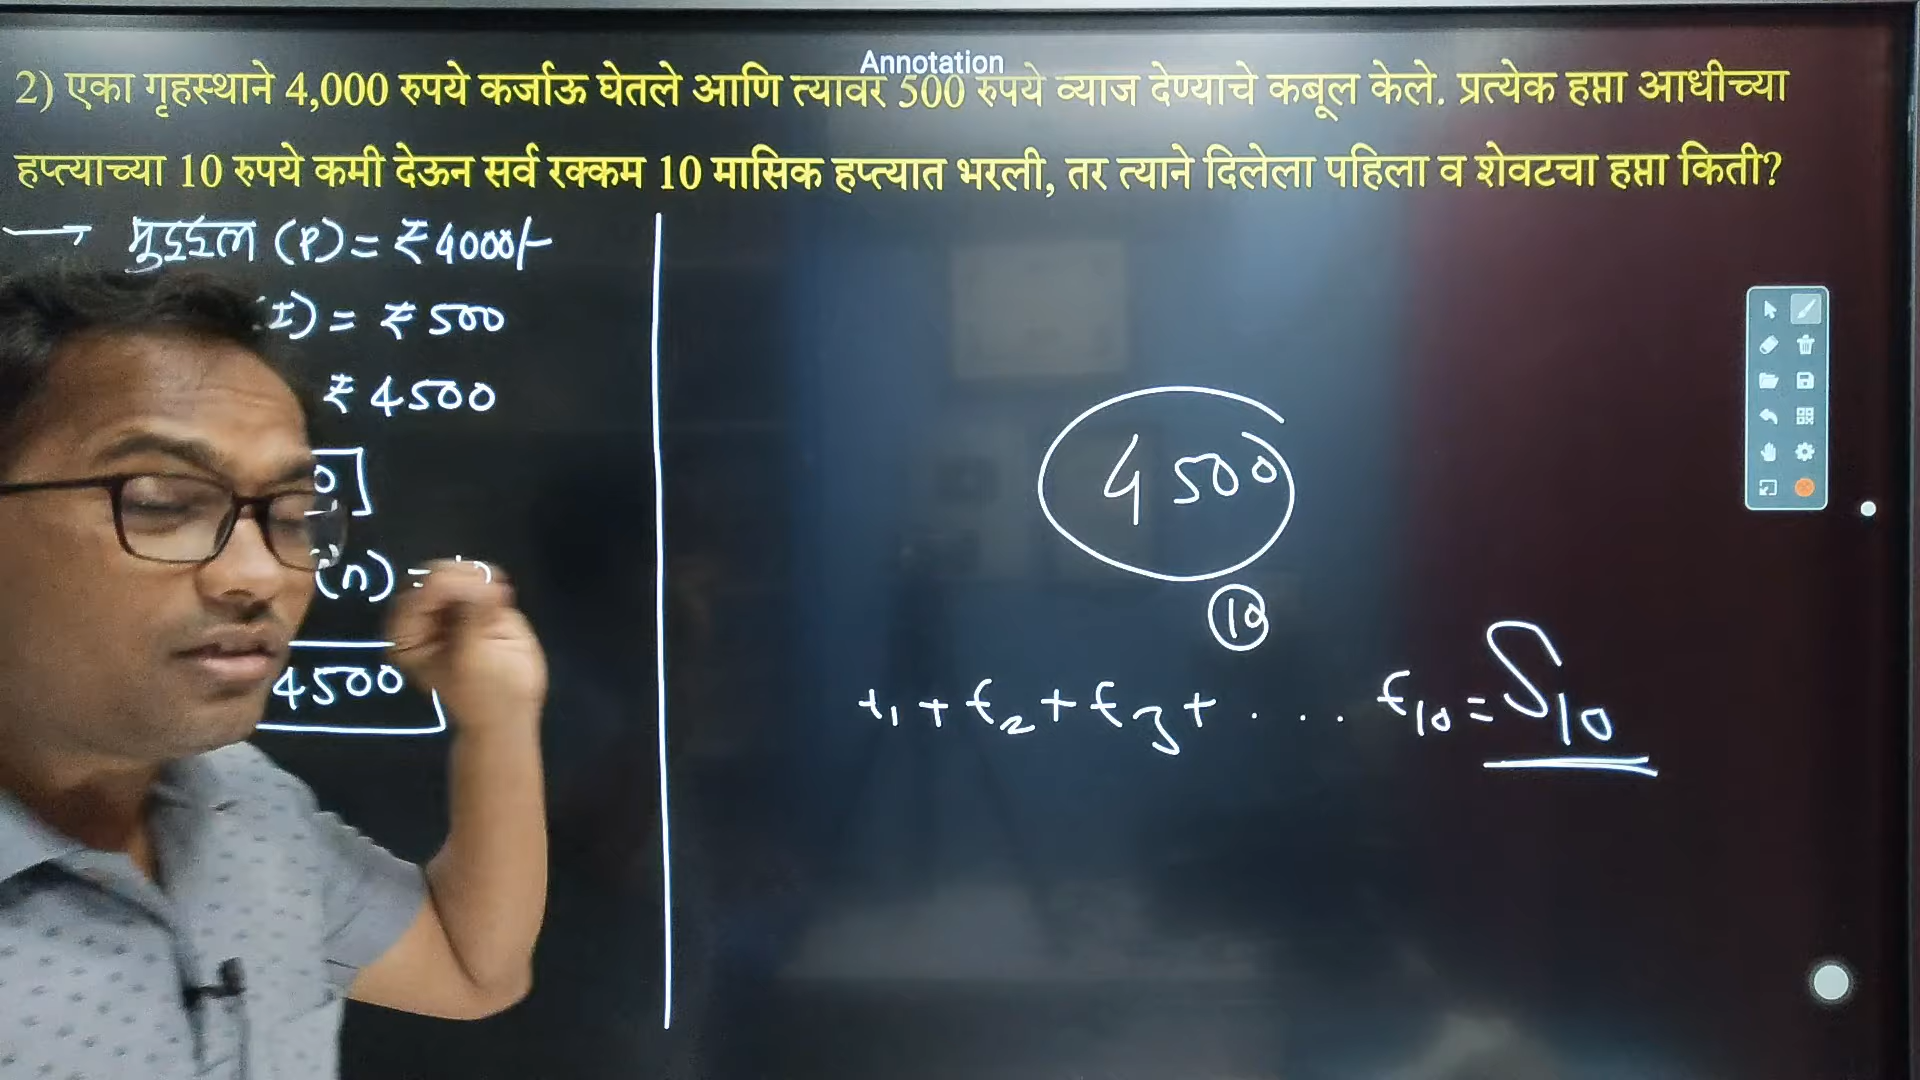 Annotation
2) एका गृहस्थाने 4,000 रुपये कर्जाऊ घेतले आणि त्यावर 500 रुपये व्याज देण्याचे कबूल केले. प्रत्येक हप्ता आधीच्या
हप्त्याच्या 10 रुपये कमी देऊन सर्व रक्कम 10 मासिक हप्त्यात भरली, तर त्याने दिलेला पहिला व शेवटचा हप्ता किती?
→ मुद्दल (P) = ₹4000/-
I) = ₹ 500
₹ 4500
0]
(n) =
4500
4500
10
t₁ + t₂ + t₃ + . . . . t₁₀ = S₁₀